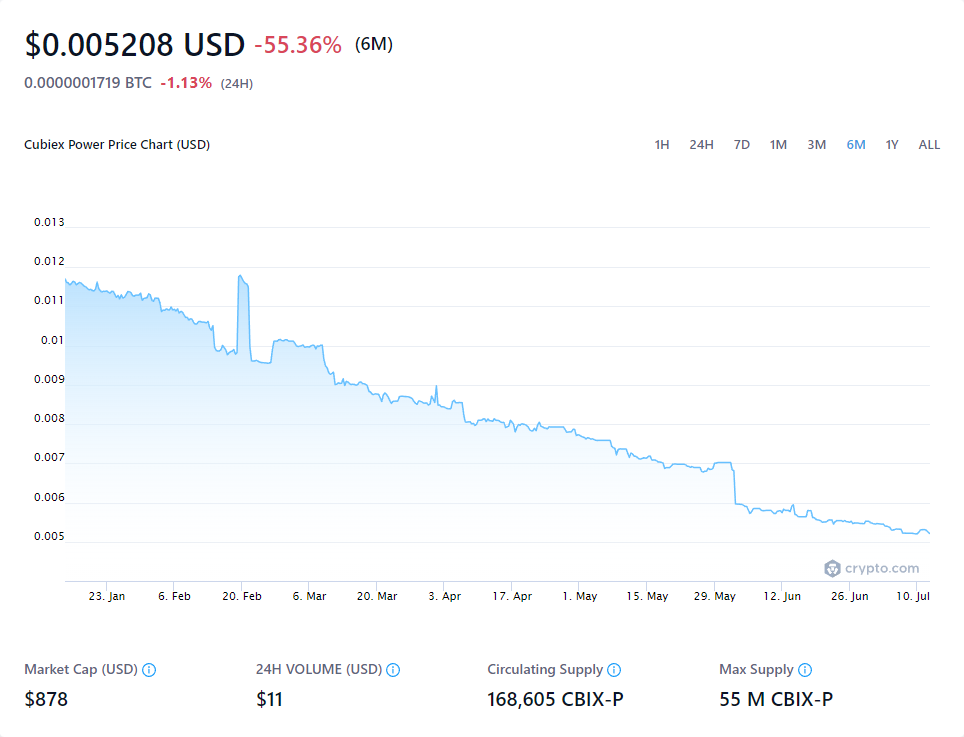 $0.005208 USD -55.36% (6M)
0.0000001719 BTC -1.13% (24H)
Cubiex Power Price Chart (USD) 1H 24H 7D 1M 3M 6M 1Y ALL
0.013
0.012
0.011
0.01
0.009
0.008
0.007
0.006
0.005
crypto.com
23. Jan 6. Feb 20. Feb 6. Mar 20. Mar 3. Apr 17. Apr 1. May 15. May 29. May 12. Jun 26. Jun 10. Jul
Market Cap (USD) 24H VOLUME (USD) Circulating Supply Max Supply
$878 $11 168,605 CBIX-P 55 M CBIX-P